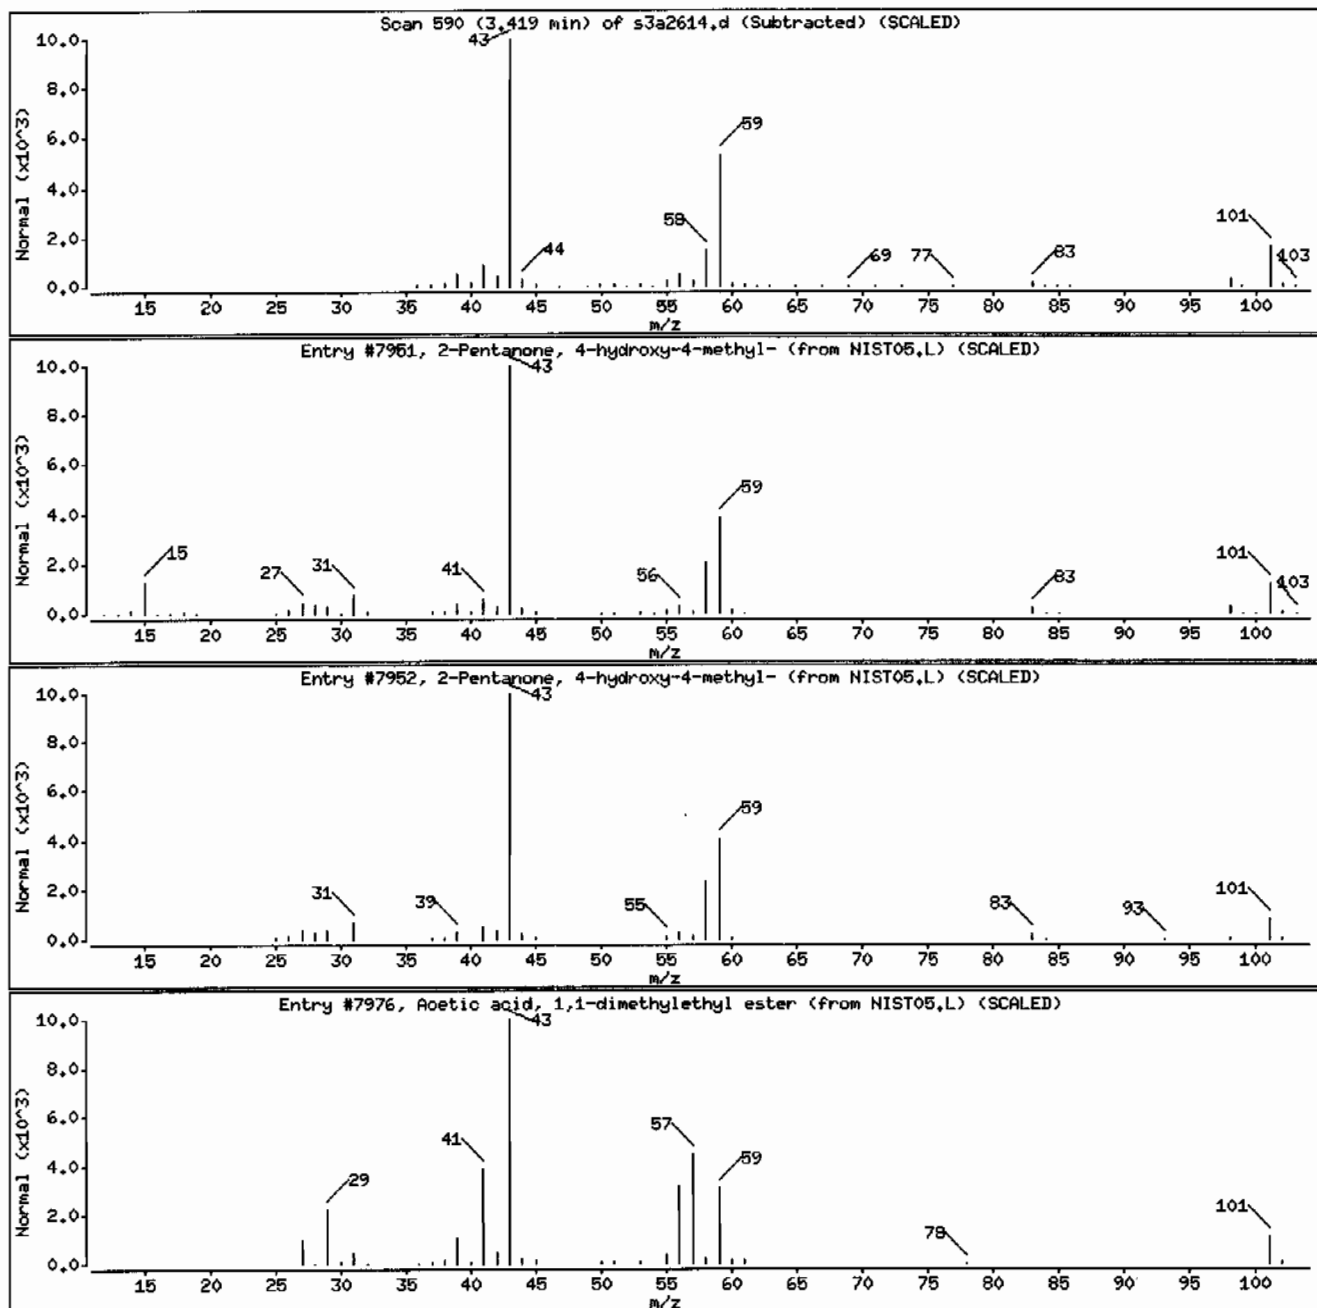 Scan 590 (3.419 min) of s3a2614.d (Subtracted) (SCALED)
Normal (x10^3)
10.0
8.0
6.0
4.0
2.0
0.0
43 44 58 59 69 77 83 101 103
15 20 25 30 35 40 45 50 55 60 65 70 75 80 85 90 95 100
m/z
Entry #7951, 2-Pentanone, 4-hydroxy-4-methyl- (from NIST05.L) (SCALED)
Normal (x10^3)
10.0
8.0
6.0
4.0
2.0
0.0
15 27 31 41 43 56 59 83 101 103
15 20 25 30 35 40 45 50 55 60 65 70 75 80 85 90 95 100
m/z
Entry #7952, 2-Pentanone, 4-hydroxy-4-methyl- (from NIST05.L) (SCALED)
Normal (x10^3)
10.0
8.0
6.0
4.0
2.0
0.0
31 39 43 55 59 83 93 101
15 20 25 30 35 40 45 50 55 60 65 70 75 80 85 90 95 100
m/z
Entry #7976, Acetic acid, 1,1-dimethylethyl ester (from NIST05.L) (SCALED)
Normal (x10^3)
10.0
8.0
6.0
4.0
2.0
0.0
29 41 43 57 59 78 101
15 20 25 30 35 40 45 50 55 60 65 70 75 80 85 90 95 100
m/z